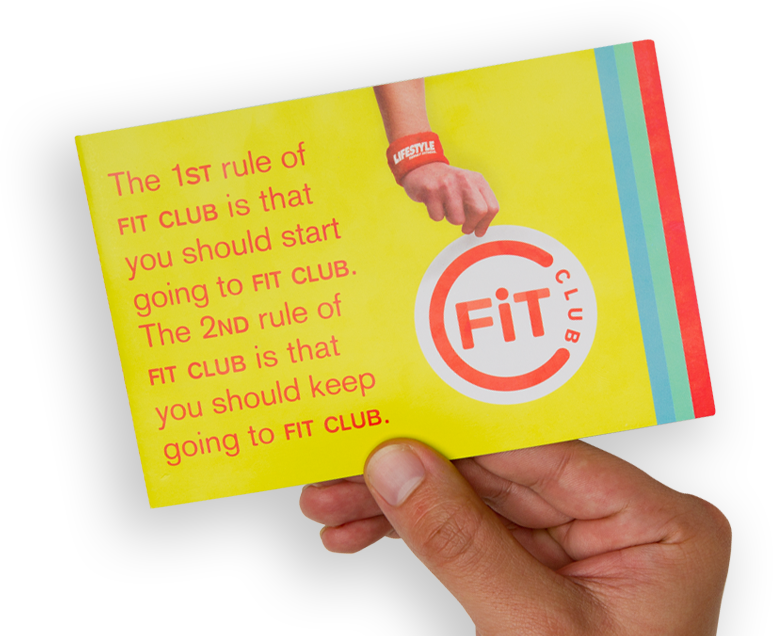 The 1ST rule of
FIT CLUB is that
you should start
going to FIT CLUB.
The 2ND rule of
FIT CLUB is that
you should keep
going to FIT CLUB.
LIFESTYLE
FiT
CLUB